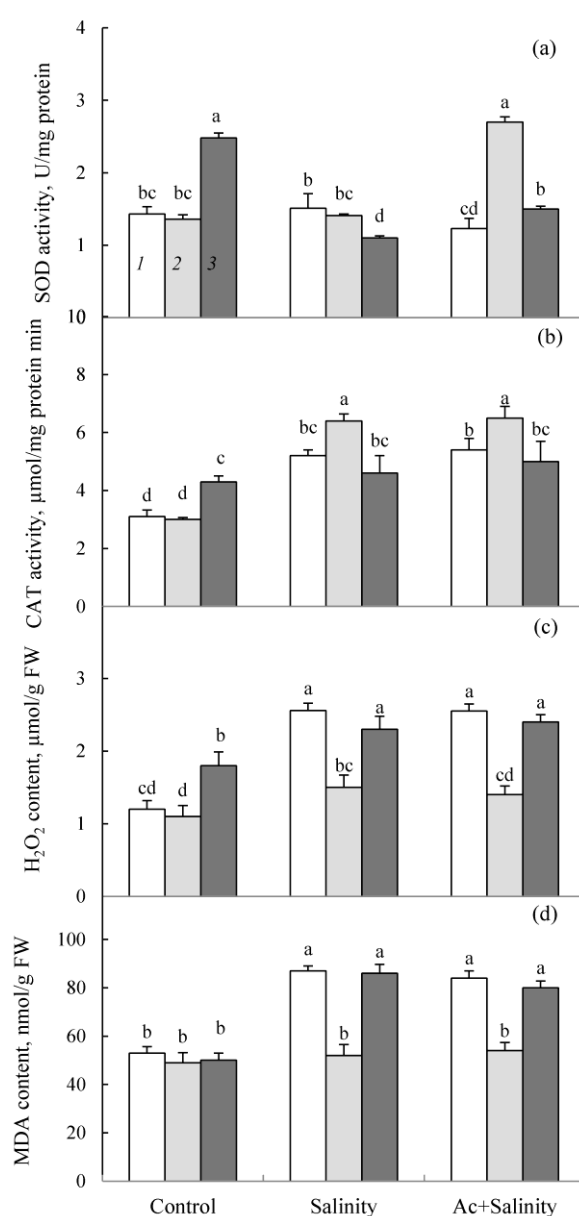 (a)
SOD activity, U/mg protein
4
3
2
1
10
bc bc a
b bc d
cd a b
1 2 3
(b)
CAT activity, µmol/mg protein min
8
6
4
2
0
d d c
bc a bc
b a bc
(c)
H₂O₂ content, µmol/g FW
3
2
1
0
cd d a
a bc a
a cd a
(d)
MDA content, nmol/g FW
100
80
60
40
20
0
b b b
a b a
a b a
Control Salinity Ac+Salinity